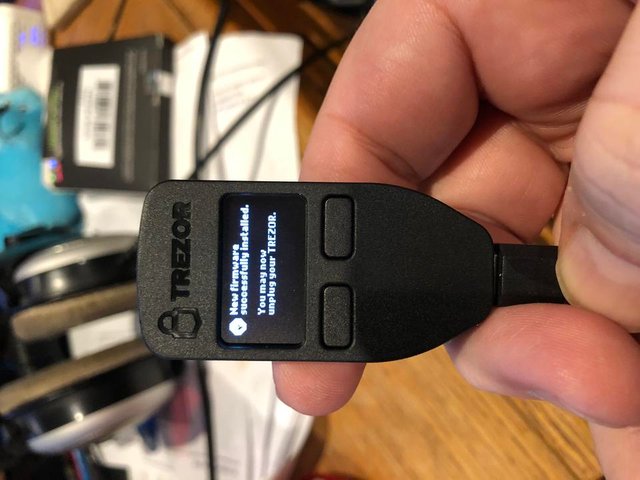 TREZOR
New firmware
successfully installed.
You may now
unplug your TREZOR.